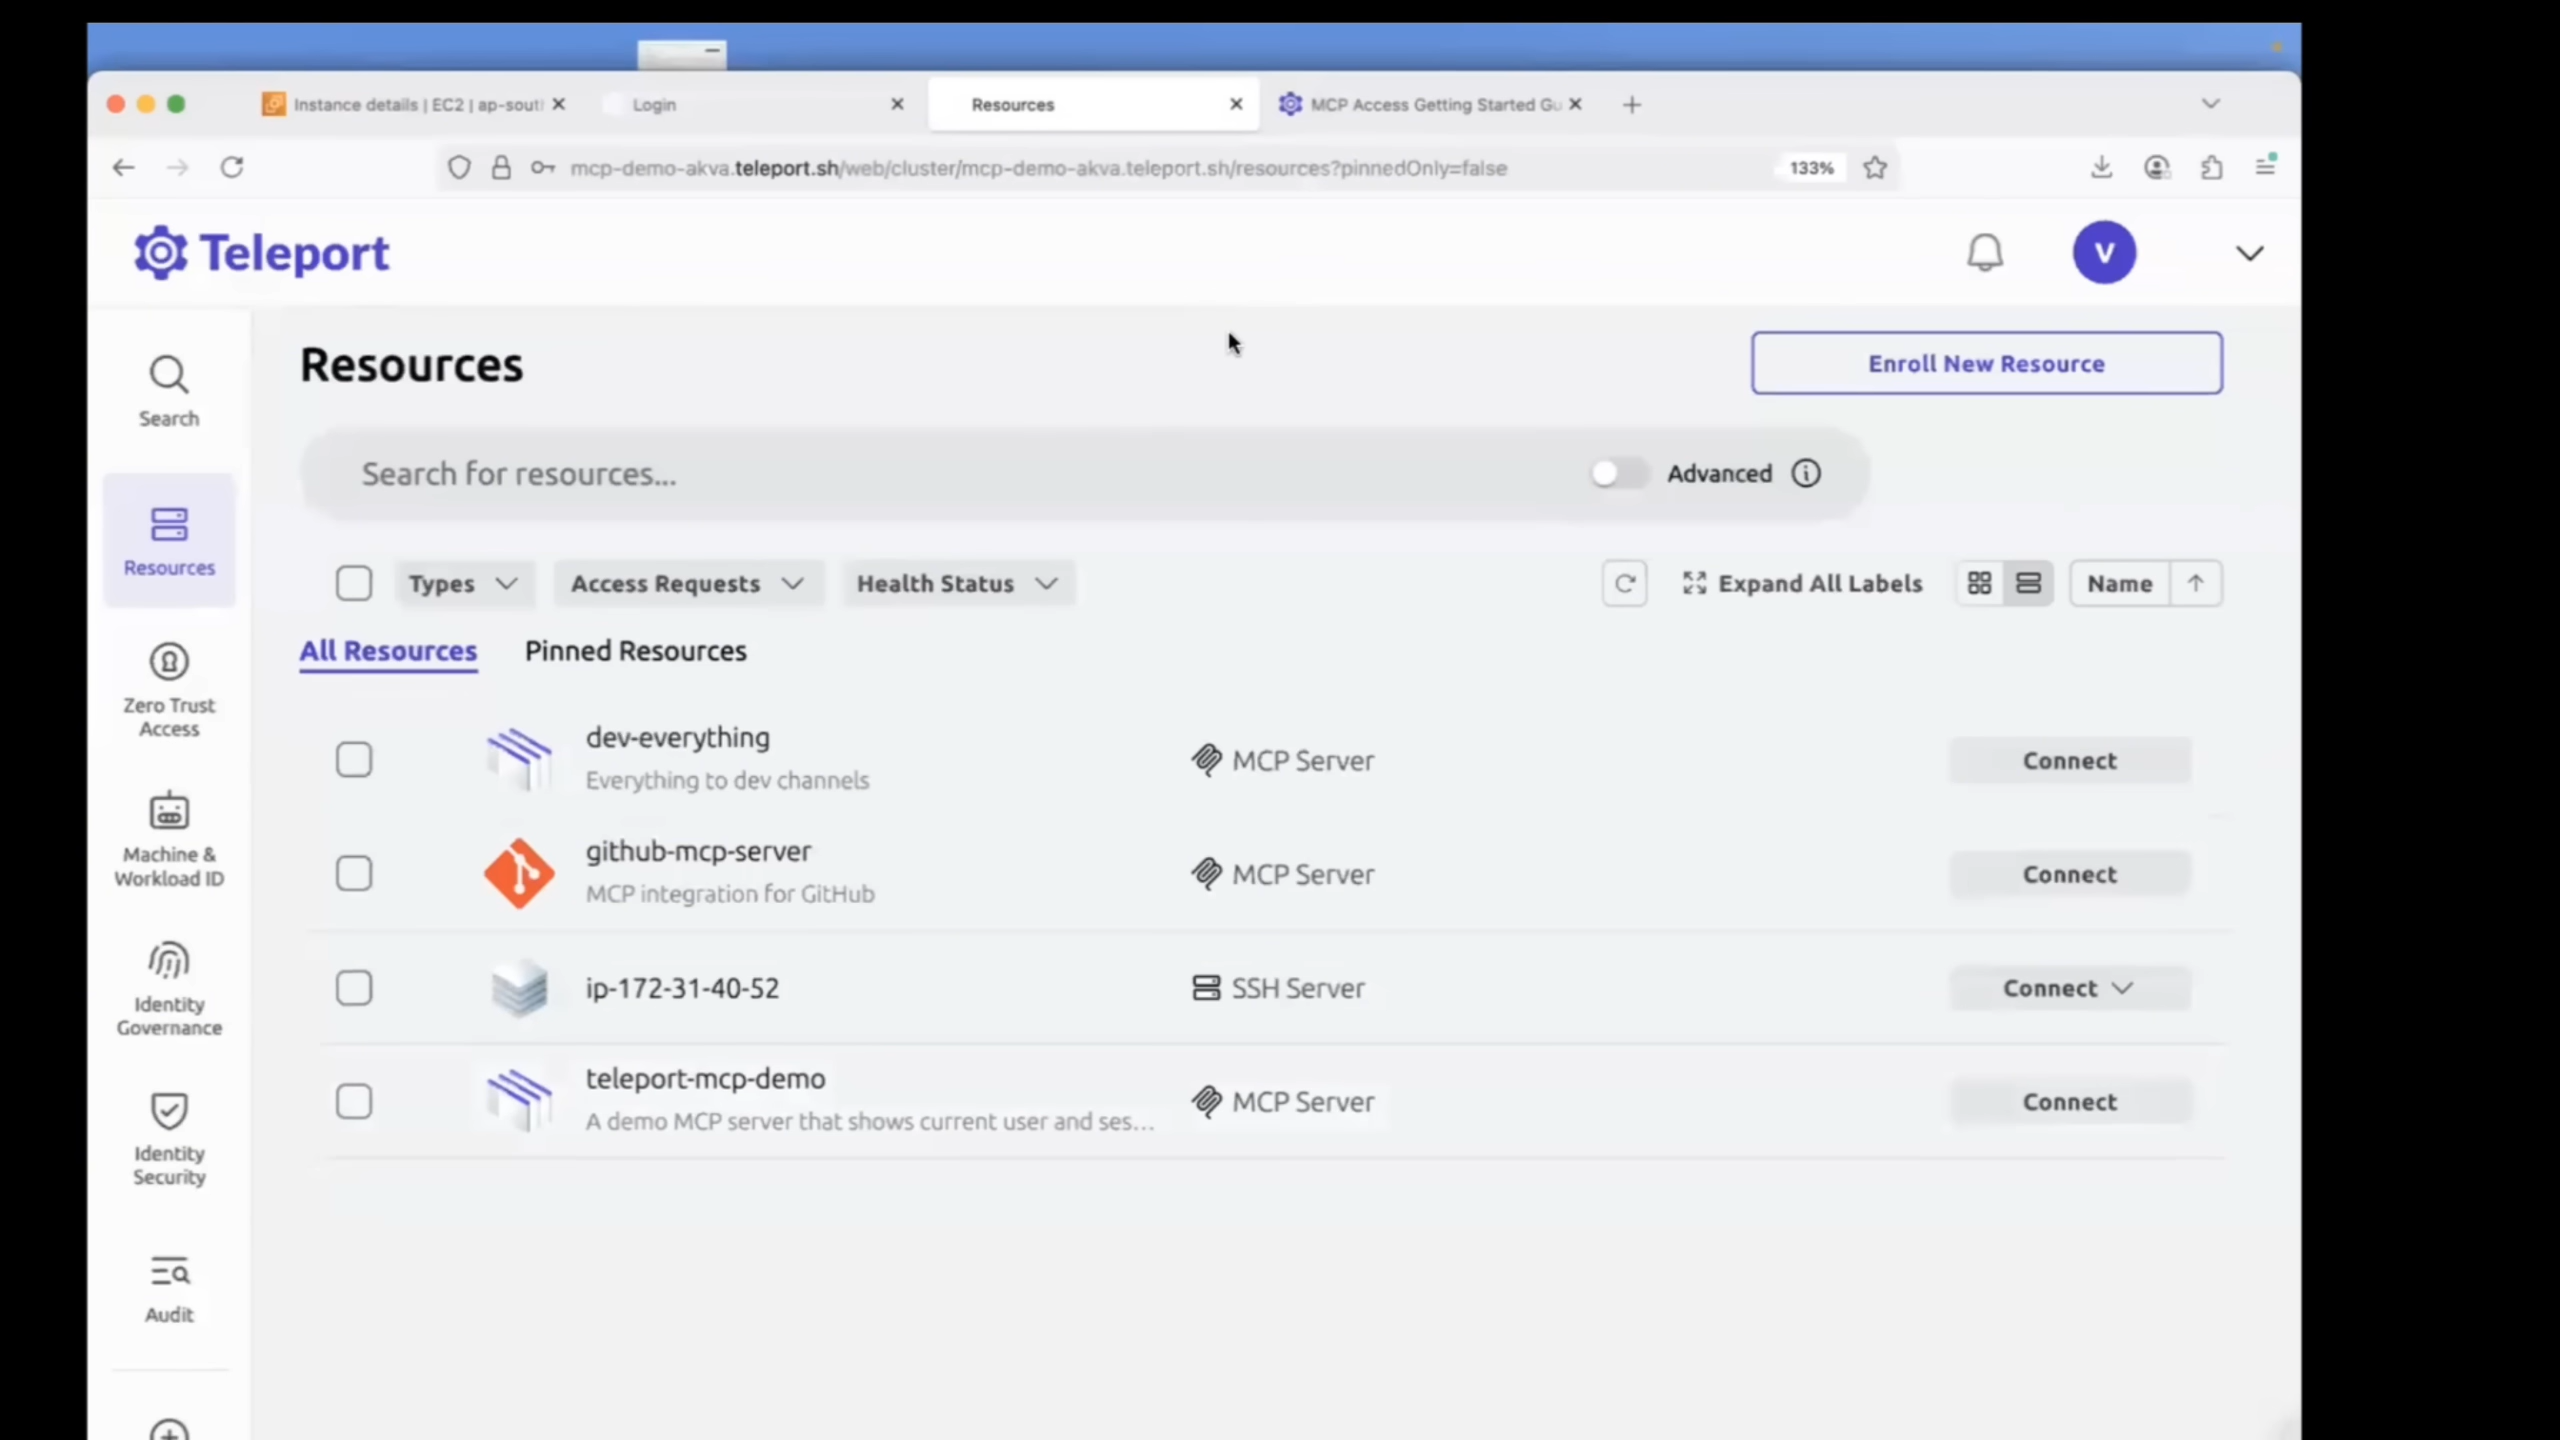 Instance details | EC2 | ap-sout
Login
Resources
MCP Access Getting Started Gu
mcp-demo-akva.teleport.sh/web/cluster/mcp-demo-akva.teleport.sh/resources?pinnedOnly=false
133%
Teleport
V
Resources
Enroll New Resource
Search
Search for resources...
Advanced
Resources
Types
Access Requests
Health Status
Expand All Labels
Name
All Resources
Pinned Resources
Zero Trust
Access
dev-everything
Everything to dev channels
MCP Server
Connect
Machine &
Workload ID
github-mcp-server
MCP integration for GitHub
MCP Server
Connect
Identity
Governance
ip-172-31-40-52
SSH Server
Connect
teleport-mcp-demo
A demo MCP server that shows current user and ses...
MCP Server
Connect
Identity
Security
Audit